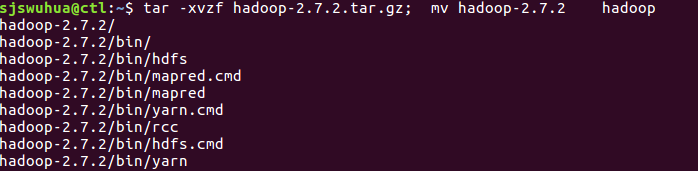 sjswuhua@ctl:~$ tar -xvzf hadoop-2.7.2.tar.gz;  mv hadoop-2.7.2    hadoop
hadoop-2.7.2/
hadoop-2.7.2/bin/
hadoop-2.7.2/bin/hdfs
hadoop-2.7.2/bin/mapred.cmd
hadoop-2.7.2/bin/mapred
hadoop-2.7.2/bin/yarn.cmd
hadoop-2.7.2/bin/rcc
hadoop-2.7.2/bin/hdfs.cmd
hadoop-2.7.2/bin/yarn